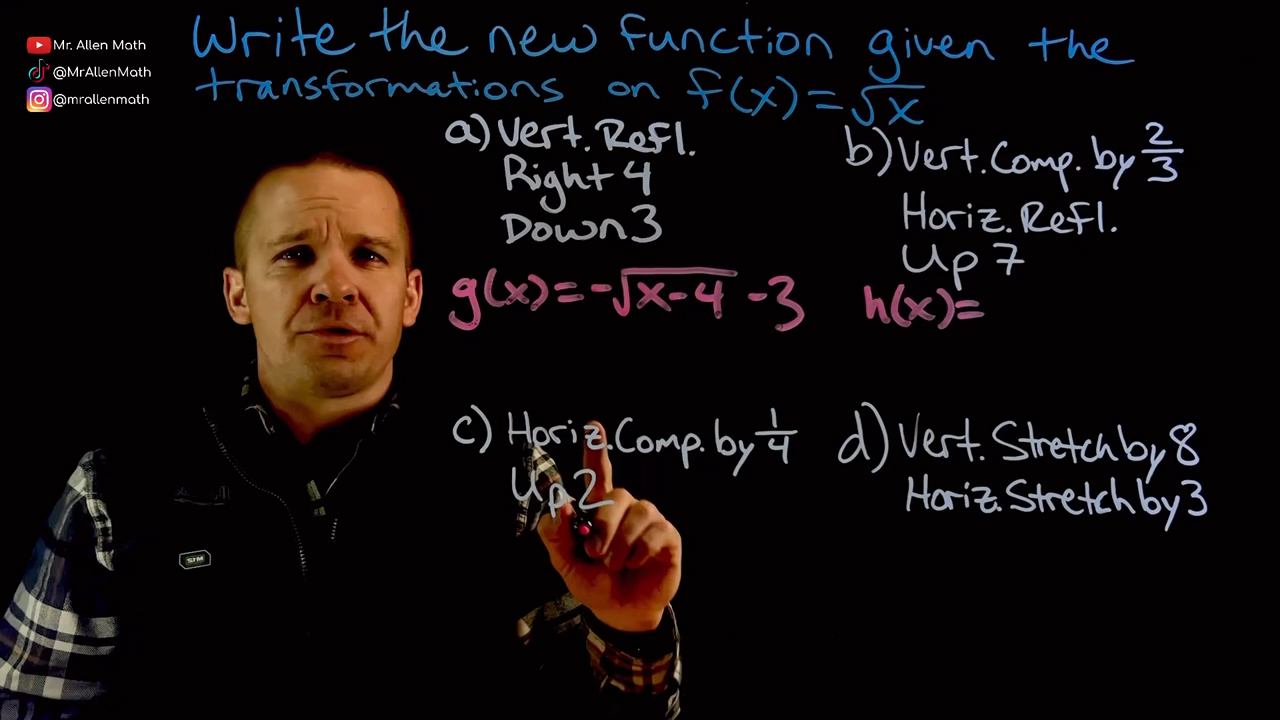 Mr. Allen Math
@MrAllenMath
@mrallenmath
Write the new function given the
transformations on f(x)=√x
a) Vert. Refl.
Right 4
Down 3
g(x)=-√x-4 -3
b) Vert. Comp. by 2/3
Horiz. Refl.
Up 7
h(x)=
c) Horiz. Comp. by 1/4
Up 2
d) Vert. Stretch by 8
Horiz. Stretch by 3